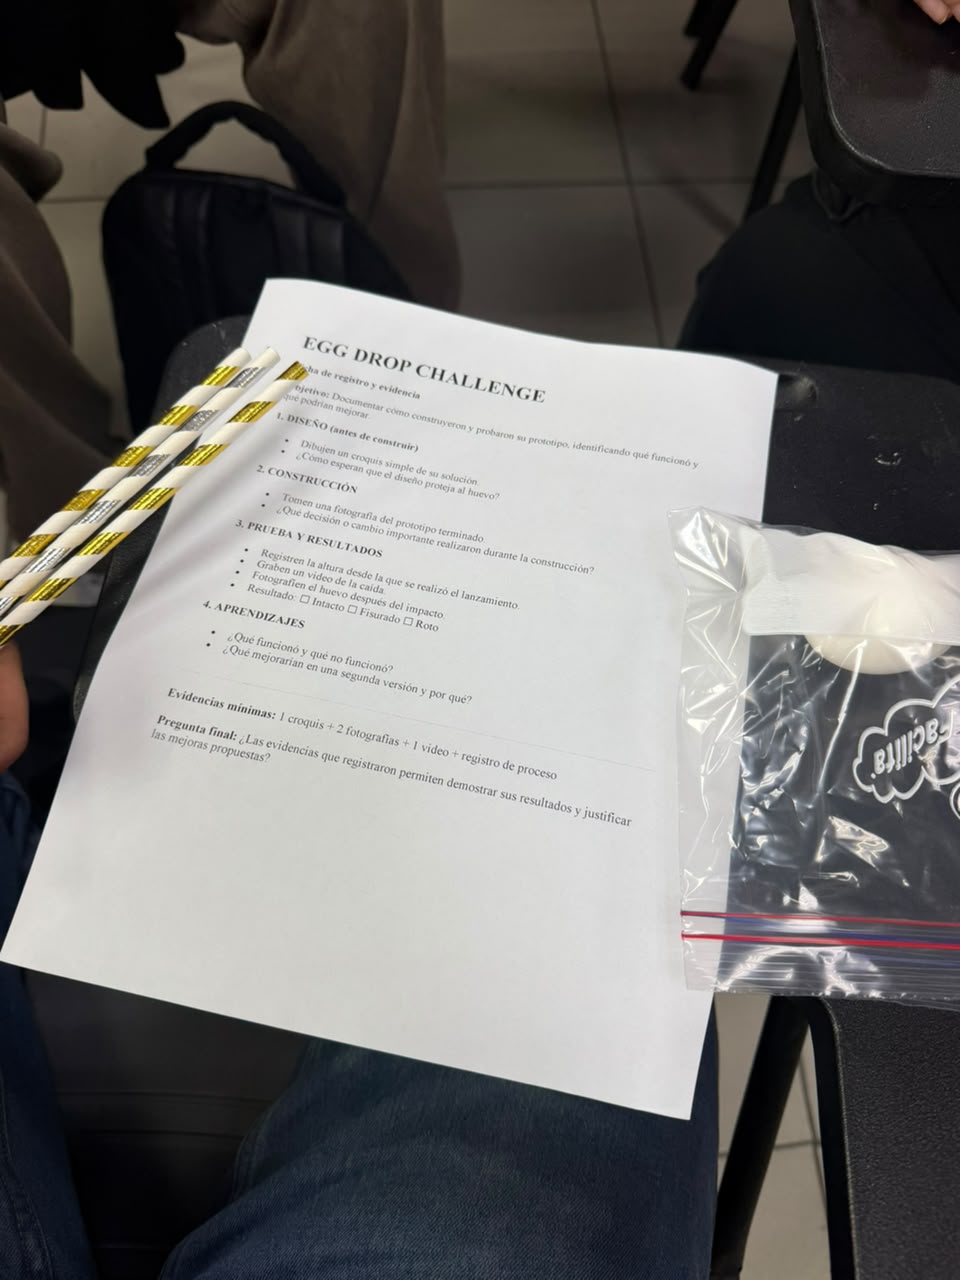 EGG DROP CHALLENGE
de registro y evidencia
Documentar cómo construyeron y probaron su prototipo, identificando qué funcionó y
qué podrían mejorar.
1. DISEÑO (antes de construir)
• Dibujen un croquis simple de su solución.
• ¿Cómo esperan que el diseño proteja al huevo?
2. CONSTRUCCIÓN
• Tomen una fotografía del prototipo terminado.
• ¿Qué decisión o cambio importante realizaron durante la construcción?
3. PRUEBA Y RESULTADOS
• Registren la altura desde la que se realizó el lanzamiento.
• Graben un video de la caída.
• Fotografíen el huevo después del impacto.
• Resultado: ☐ Intacto ☐ Fisurado ☐ Roto
4. APRENDIZAJES
• ¿Qué funcionó y qué no funcionó?
• ¿Qué mejorarían en una segunda versión y por qué?
Evidencias mínimas: 1 croquis + 2 fotografías + 1 video + registro de proceso
Pregunta final: ¿Las evidencias que registraron permiten demostrar sus resultados y justificar
las mejoras propuestas?
Facilita